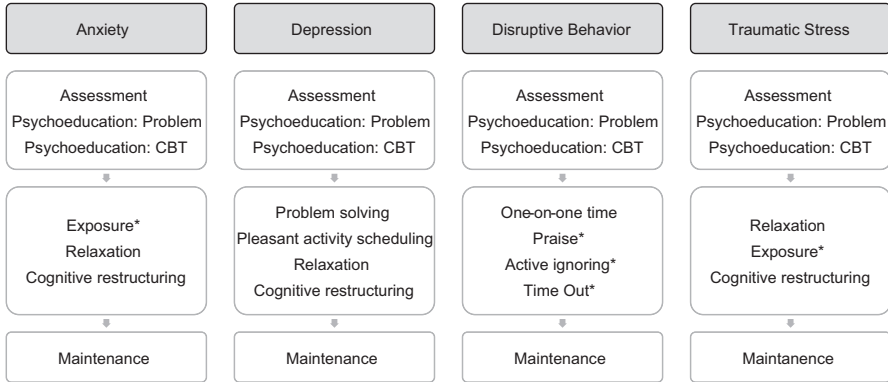 Anxiety
Assessment
Psychoeducation: Problem
Psychoeducation: CBT
Exposure*
Relaxation
Cognitive restructuring
Maintenance
Depression
Assessment
Psychoeducation: Problem
Psychoeducation: CBT
Problem solving
Pleasant activity scheduling
Relaxation
Cognitive restructuring
Maintenance
Disruptive Behavior
Assessment
Psychoeducation: Problem
Psychoeducation: CBT
One-on-one time
Praise*
Active ignoring*
Time Out*
Maintenance
Traumatic Stress
Assessment
Psychoeducation: Problem
Psychoeducation: CBT
Relaxation
Exposure*
Cognitive restructuring
Maintanence